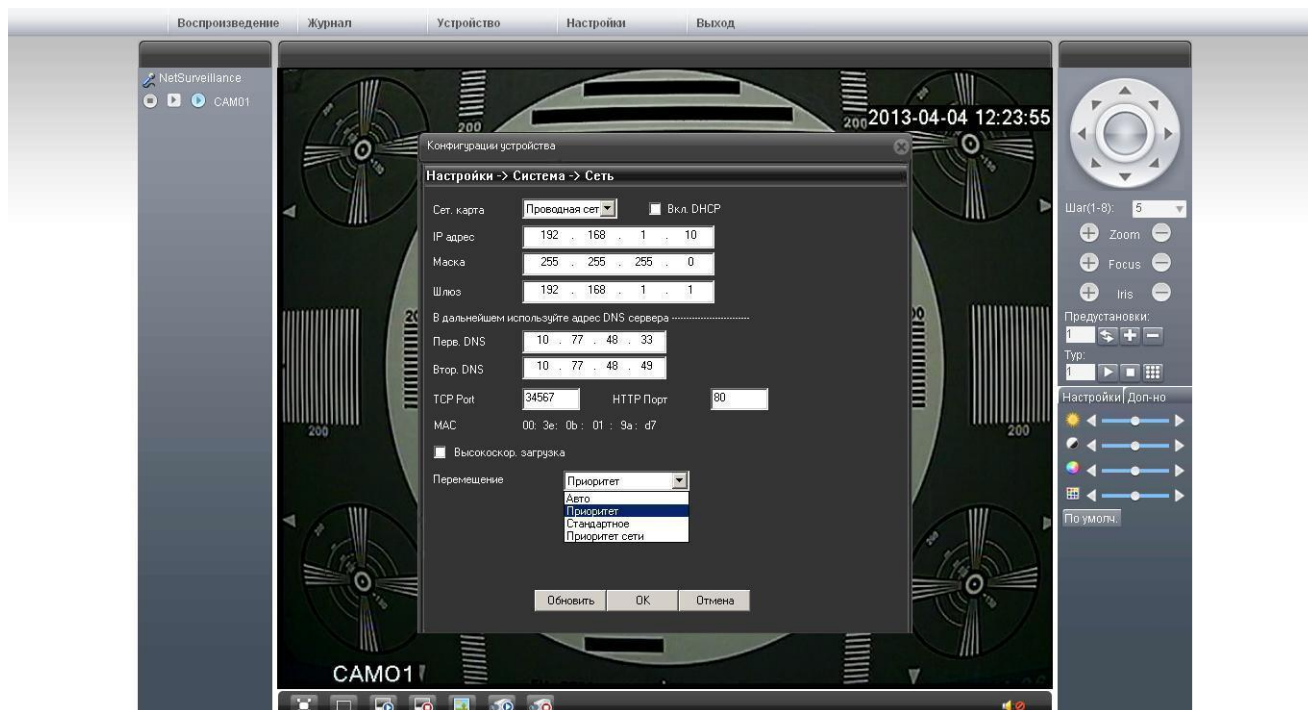 Воспроизведение Журнал Устройство Настройки Выход
NetSurveillance
CAM01
200
200
2013-04-04 12:23:55
Конфигурации устройства
Настройки -> Система -> Сеть
Сет. карта Проводная сет Вкл. DHCP
IP адрес 192 . 168 . 1 . 10
Маска 255 . 255 . 255 . 0
Шлюз 192 . 168 . 1 . 1
В дальнейшем используйте адрес DNS сервера --------------------------
Перв. DNS 10 . 77 . 48 . 33
Втор. DNS 10 . 77 . 48 . 49
TCP Port 34567 HTTP Порт 80
MAC 00: 3e: 0b: 01 : 9a: d7
Высокоскор. загрузка
Перемещение Приоритет
Авто
Приоритет
Стандартное
Приоритет сети
Обновить OK Отмена
200
200
CAM01
Шаг(1-8): 5
Zoom
Focus
Iris
Предустановки:
1
Тур:
1
Настройки Доп-но
По умолч.